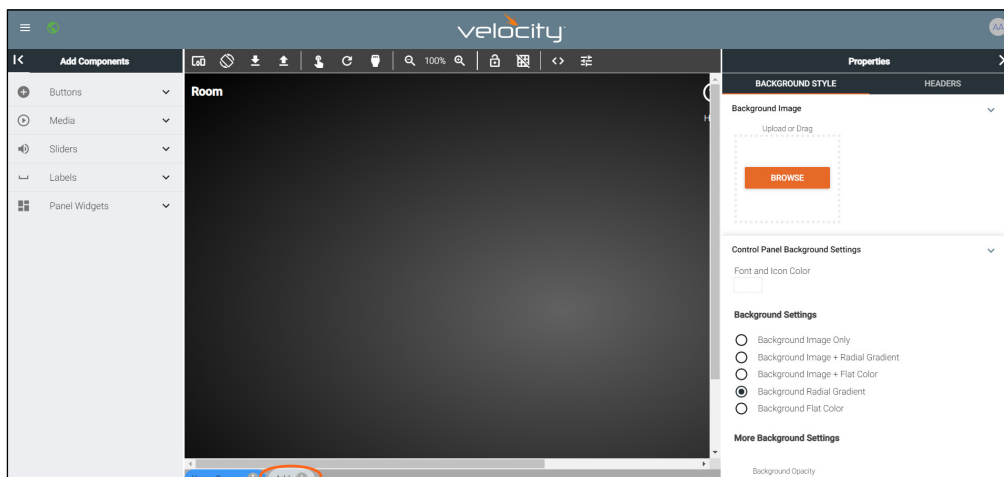 velocity
AA
Add Components
100%
Properties
Buttons
Media
Sliders
Labels
Panel Widgets
Room
H
BACKGROUND STYLE
HEADERS
Background Image
Upload or Drag
BROWSE
Control Panel Background Settings
Font and Icon Color
Background Settings
Background Image Only
Background Image + Radial Gradient
Background Image + Flat Color
Background Radial Gradient
Background Flat Color
More Background Settings
Background Opacity
Add